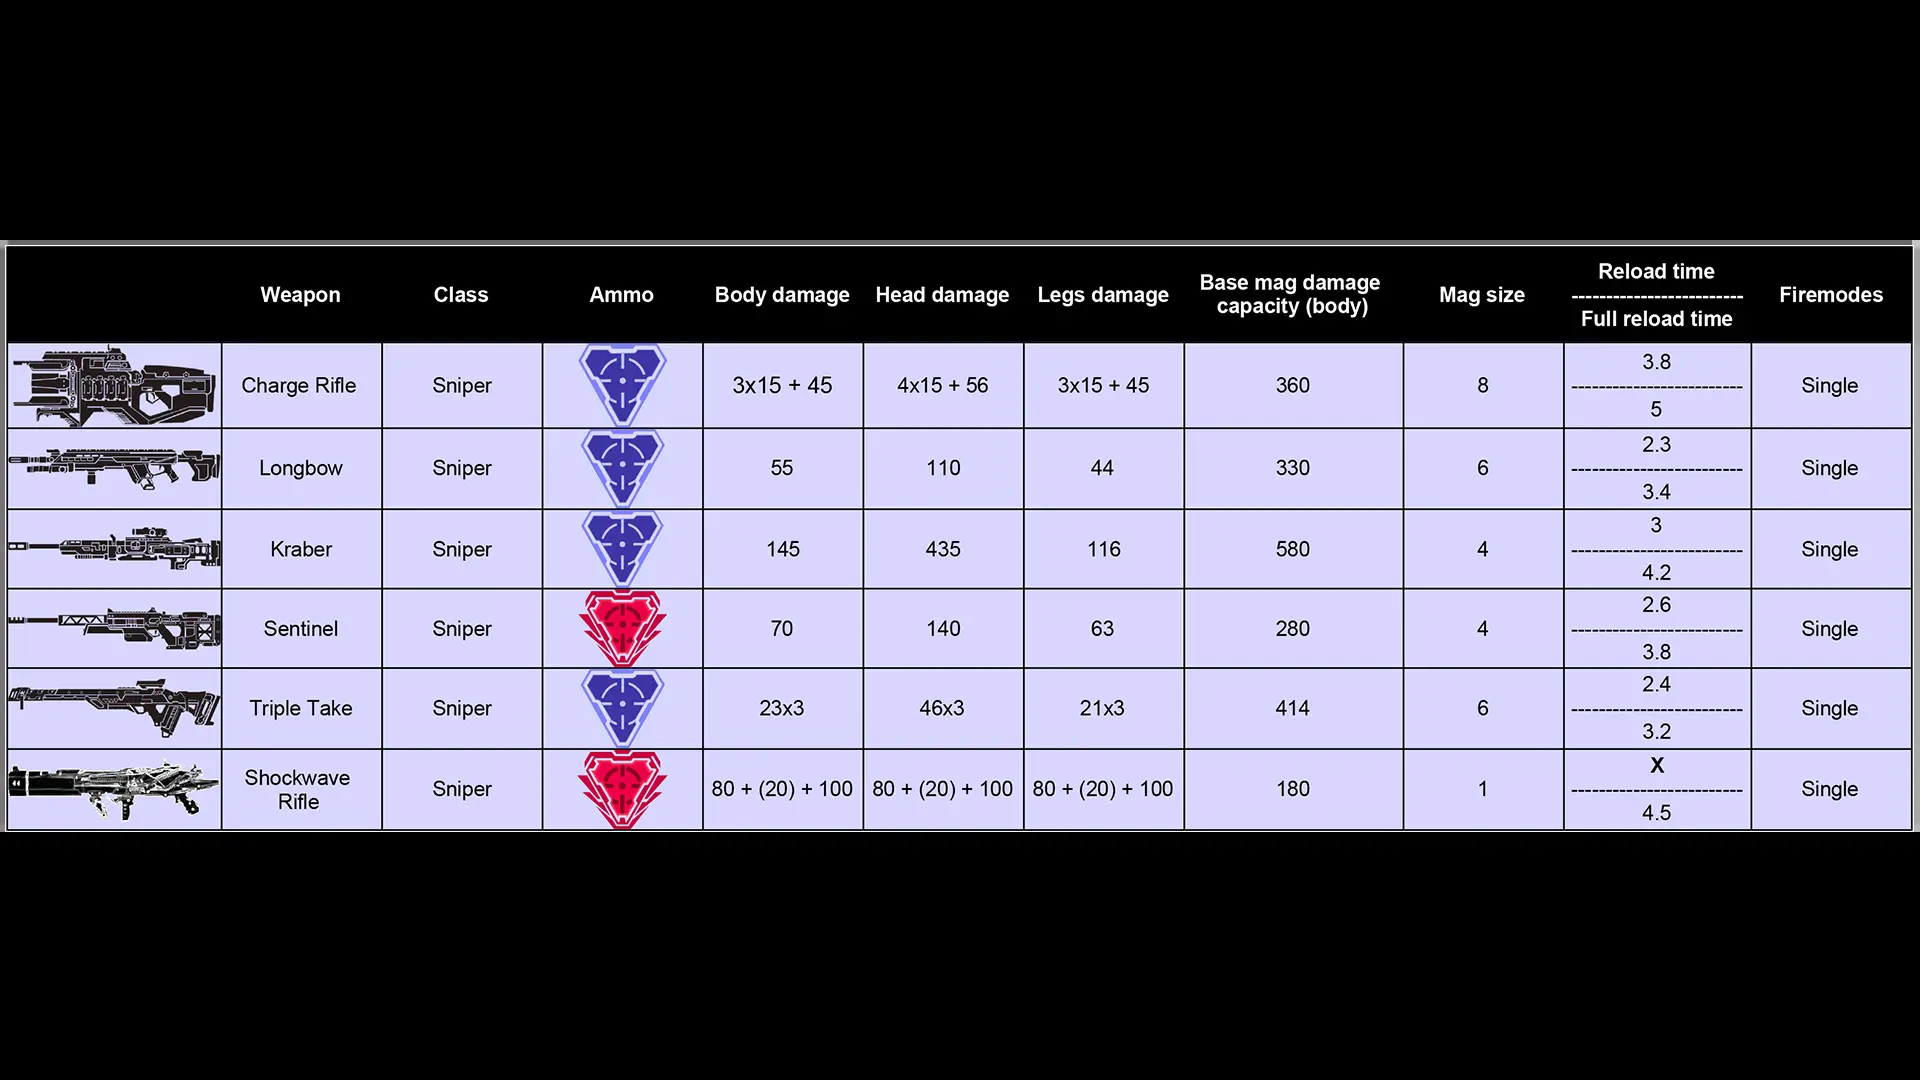 Weapon Class Ammo Body damage Head damage Legs damage Base mag damage capacity (body) Mag size Reload time -------------------------- Full reload time Firemodes
Charge Rifle Sniper 3x15 + 45 4x15 + 56 3x15 + 45 360 8 3.8 -------------------------- 5 Single
Longbow Sniper 55 110 44 330 6 2.3 -------------------------- 3.4 Single
Kraber Sniper 145 435 116 580 4 3 -------------------------- 4.2 Single
Sentinel Sniper 70 140 63 280 4 2.6 -------------------------- 3.8 Single
Triple Take Sniper 23x3 46x3 21x3 414 6 2.4 -------------------------- 3.2 Single
Shockwave Rifle Sniper 80 + (20) + 100 80 + (20) + 100 80 + (20) + 100 180 1 X -------------------------- 4.5 Single